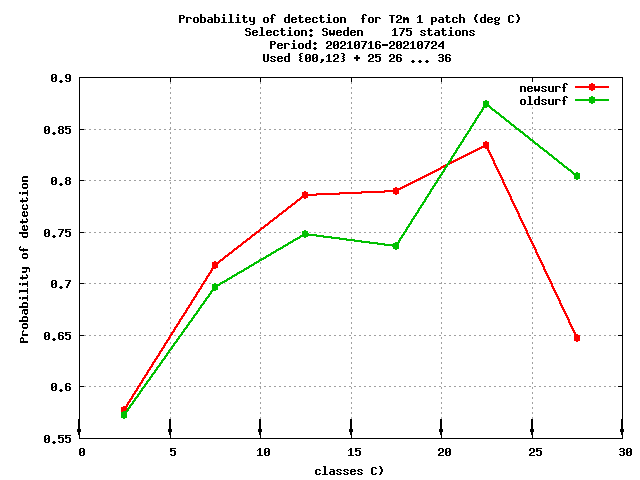 Probability of detection  for T2m 1 patch (deg C)
Selection: Sweden    175 stations
Period: 20210716-20210724
Used {00,12} + 25 26 ... 36
newsurf
oldsurf
Probability of detection
0.9
0.85
0.8
0.75
0.7
0.65
0.6
0.55
0 5 10 15 20 25 30
classes C)